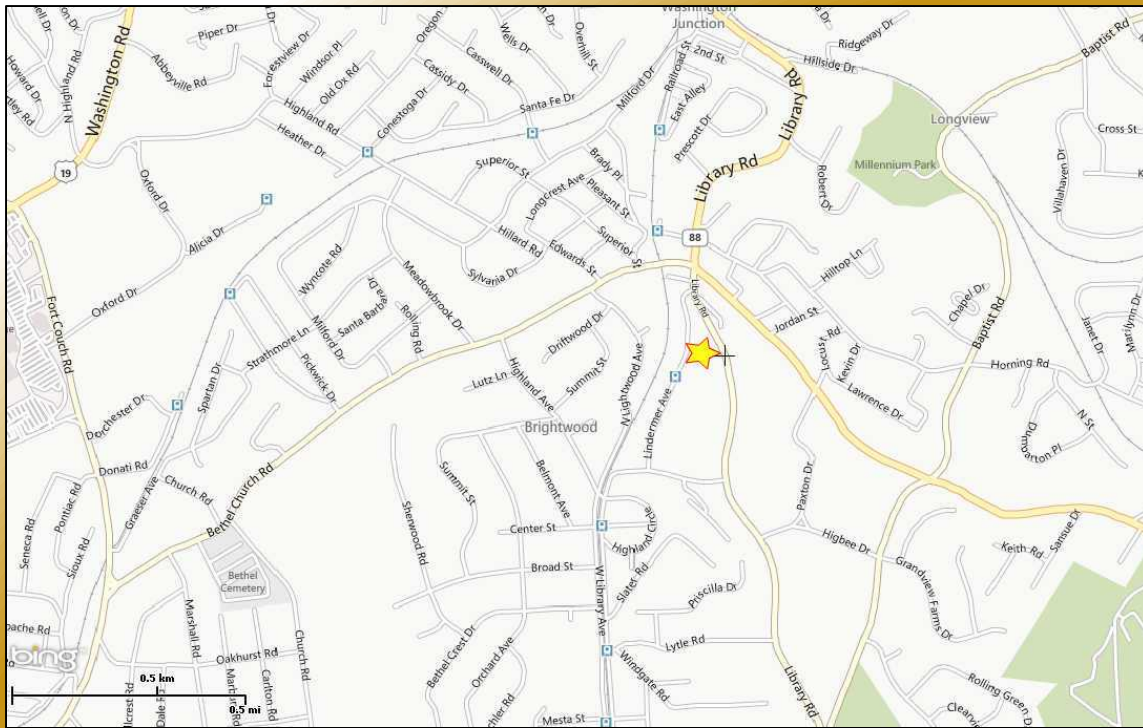 Washington
Junction
Piper Dr
Abbeyville Rd
Forestview Dr
Windsor Pl
Old Ox Rd
Oregon
Cassidy Dr
Casswell Dr
Wells Dr
Overhill St
Howard Dr
N Highland Rd
Washington Rd
19
Highland Rd
Heather Dr
Conestoga Dr
Santa Fe Dr
Milford Dr
Railroad St
2nd St
East Alley
Prescott Dr
Library Rd
Library Rd
Ridgeway Dr
Hillside Dr
Baptist Rd
Longview
Millennium Park
Cross St
Villahaven Dr
Robert Dr
Oxford Dr
Alicia Dr
Oxford Dr
Superior St
Longcrest Ave
Brady Pl
Pleasant St
Superior St
Edwards St
Hillard Rd
Sylvania Dr
88
Library Rd
Hilltop Ln
Jordan St
Locust Rd
Kevin Dr
Lawrence Dr
Chapel Dr
Baptist Rd
Horning Rd
Janet Dr
Marilynn Dr
Wyncote Rd
Meadowbrook Dr
Santa Barbara Dr
Rolling Rd
Milford Dr
Strathmore Ln
Pickwick Dr
Fort Couch Rd
Spartan Dr
Dorchester Dr
Donati Rd
Driftwood Dr
Lutz Ln
Highland Ave
Summit St
N Lightwood Ave
Lindermer Ave
Brightwood
N St
Church Rd
Bethel Church Rd
Graeser Ave
Pontiac Rd
Seneca Rd
Sioux Rd
Sherwood Rd
Summit St
Belmont Ave
Center St
Broad St
Highland Circle
Slater Rd
W Library Ave
Priscilla Dr
Paxton Dr
Higbee Dr
Grandview Farms Dr
Keith Rd
Sansue Dr
Bethel
Cemetery
Marshall Rd
Church Rd
Oakhurst Rd
Carlton Rd
Dale Rd
Bethel Crest Dr
Orchard Ave
Lytle Rd
Windgate Rd
Mesta St
Library Rd
Rolling Green D
bing
0.5 km
0.5 mi